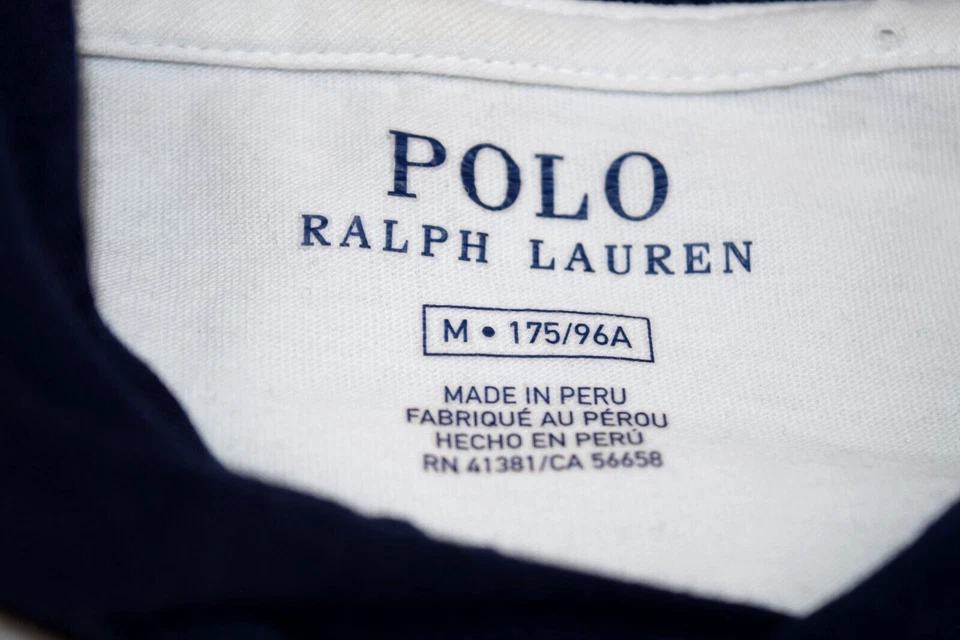 POLO
RALPH LAUREN
M • 175/96A
MADE IN PERU
FABRIQUÉ AU PÉROU
HECHO EN PERÚ
RN 41381/CA 56658